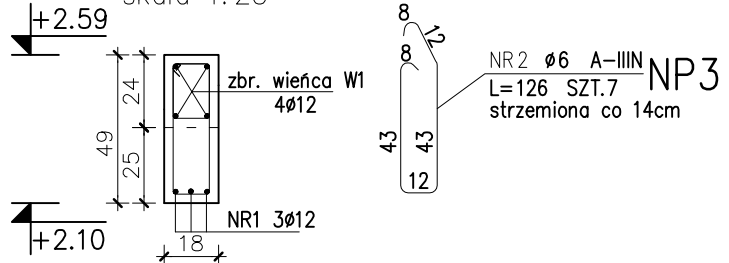 skala 1:20
+2.59
24
49
25
+2.10
18
zbr. wieńca W1
4ø12
NR1 3ø12
8
12
8
43
43
12
NR2 ø6 A-IIIN
L=126 SZT.7
strzemiona co 14cm
NP3